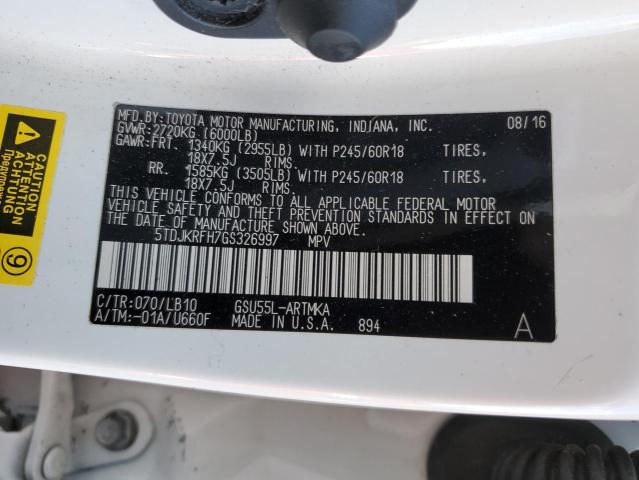 MFD.BY:TOYOTA MOTOR MANUFACTURING, INDIANA, INC. 08/16
GVWR:2720KG (6000LB)
GAWR:FRT. 1340KG (2955LB) WITH P245/60R18 TIRES,
18X7.5J RIMS.
RR. 1585KG (3505LB) WITH P245/60R18 TIRES,
18X7.5J RIMS.
THIS VEHICLE CONFORMS TO ALL APPLICABLE FEDERAL MOTOR
VEHICLE SAFETY AND THEFT PREVENTION STANDARDS IN EFFECT ON
THE DATE OF MANUFACTURE SHOWN ABOVE.
5TDJKRFH7GS326997 MPV
C/TR:070/LB10 GSU55L-ARTMKA
A/TM:-01A/U660F MADE IN U.S.A. 894 A
CAUTION
ATTENTION
ACHTUNG
9